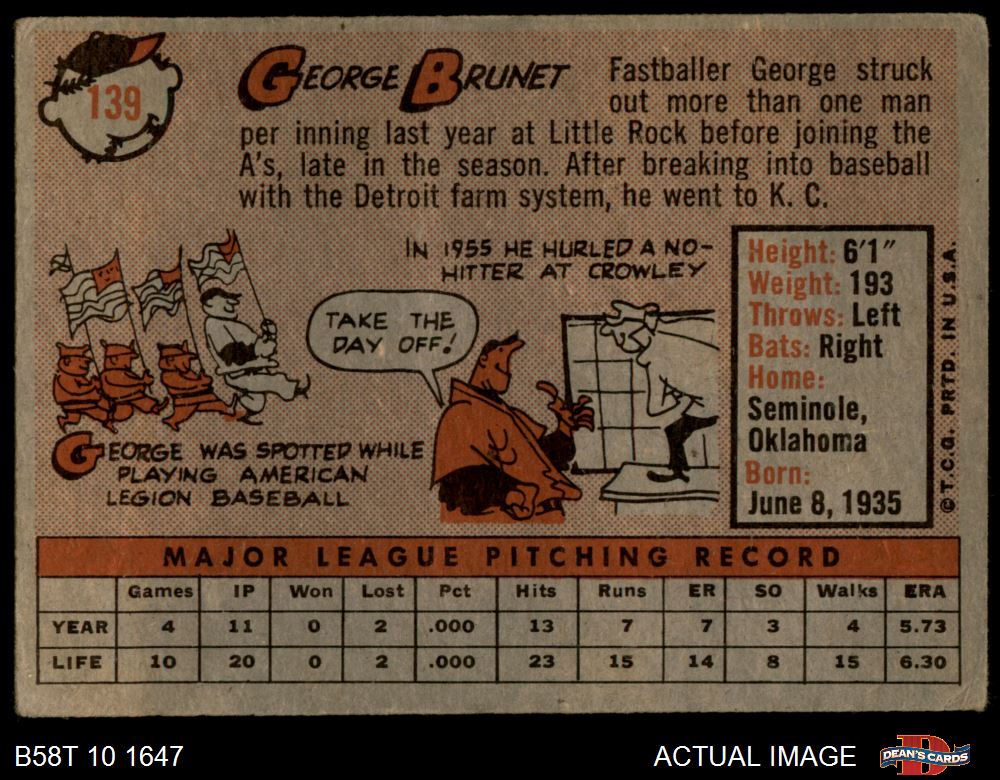 139
GEORGE BRUNET
Fastballer George struck
out more than one man
per inning last year at Little Rock before joining the
A's, late in the season. After breaking into baseball
with the Detroit farm system, he went to K. C.
IN 1955 HE HURLED A NO-
HITTER AT CROWLEY
TAKE THE
DAY OFF!
GEORGE WAS SPOTTED WHILE
PLAYING AMERICAN
LEGION BASEBALL
Height: 6'1"
Weight: 193
Throws: Left
Bats: Right
Home:
Seminole,
Oklahoma
Born:
June 8, 1935
© T.C.G. PRTD. IN U.S.A.
MAJOR LEAGUE PITCHING RECORD
Games IP Won Lost Pct Hits Runs ER SO Walks ERA
YEAR 4 11 0 2 .000 13 7 7 3 4 5.73
LIFE 10 20 0 2 .000 23 15 14 8 15 6.30
B58T 10 1647
ACTUAL IMAGE
D
DEAN'S CARDS